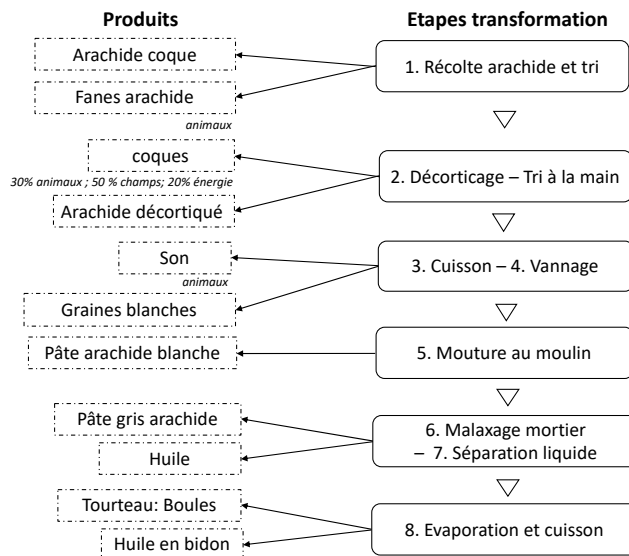 Produits
Etapes transformation
Arachide coque
1. Récolte arachide et tri
Fanes arachide
animaux
coques
30% animaux ; 50 % champs; 20% énergie
2. Décorticage – Tri à la main
Arachide décortiqué
Son
animaux
3. Cuisson – 4. Vannage
Graines blanches
Pâte arachide blanche
5. Mouture au moulin
Pâte gris arachide
6. Malaxage mortier
– 7. Séparation liquide
Huile
Tourteau: Boules
8. Evaporation et cuisson
Huile en bidon